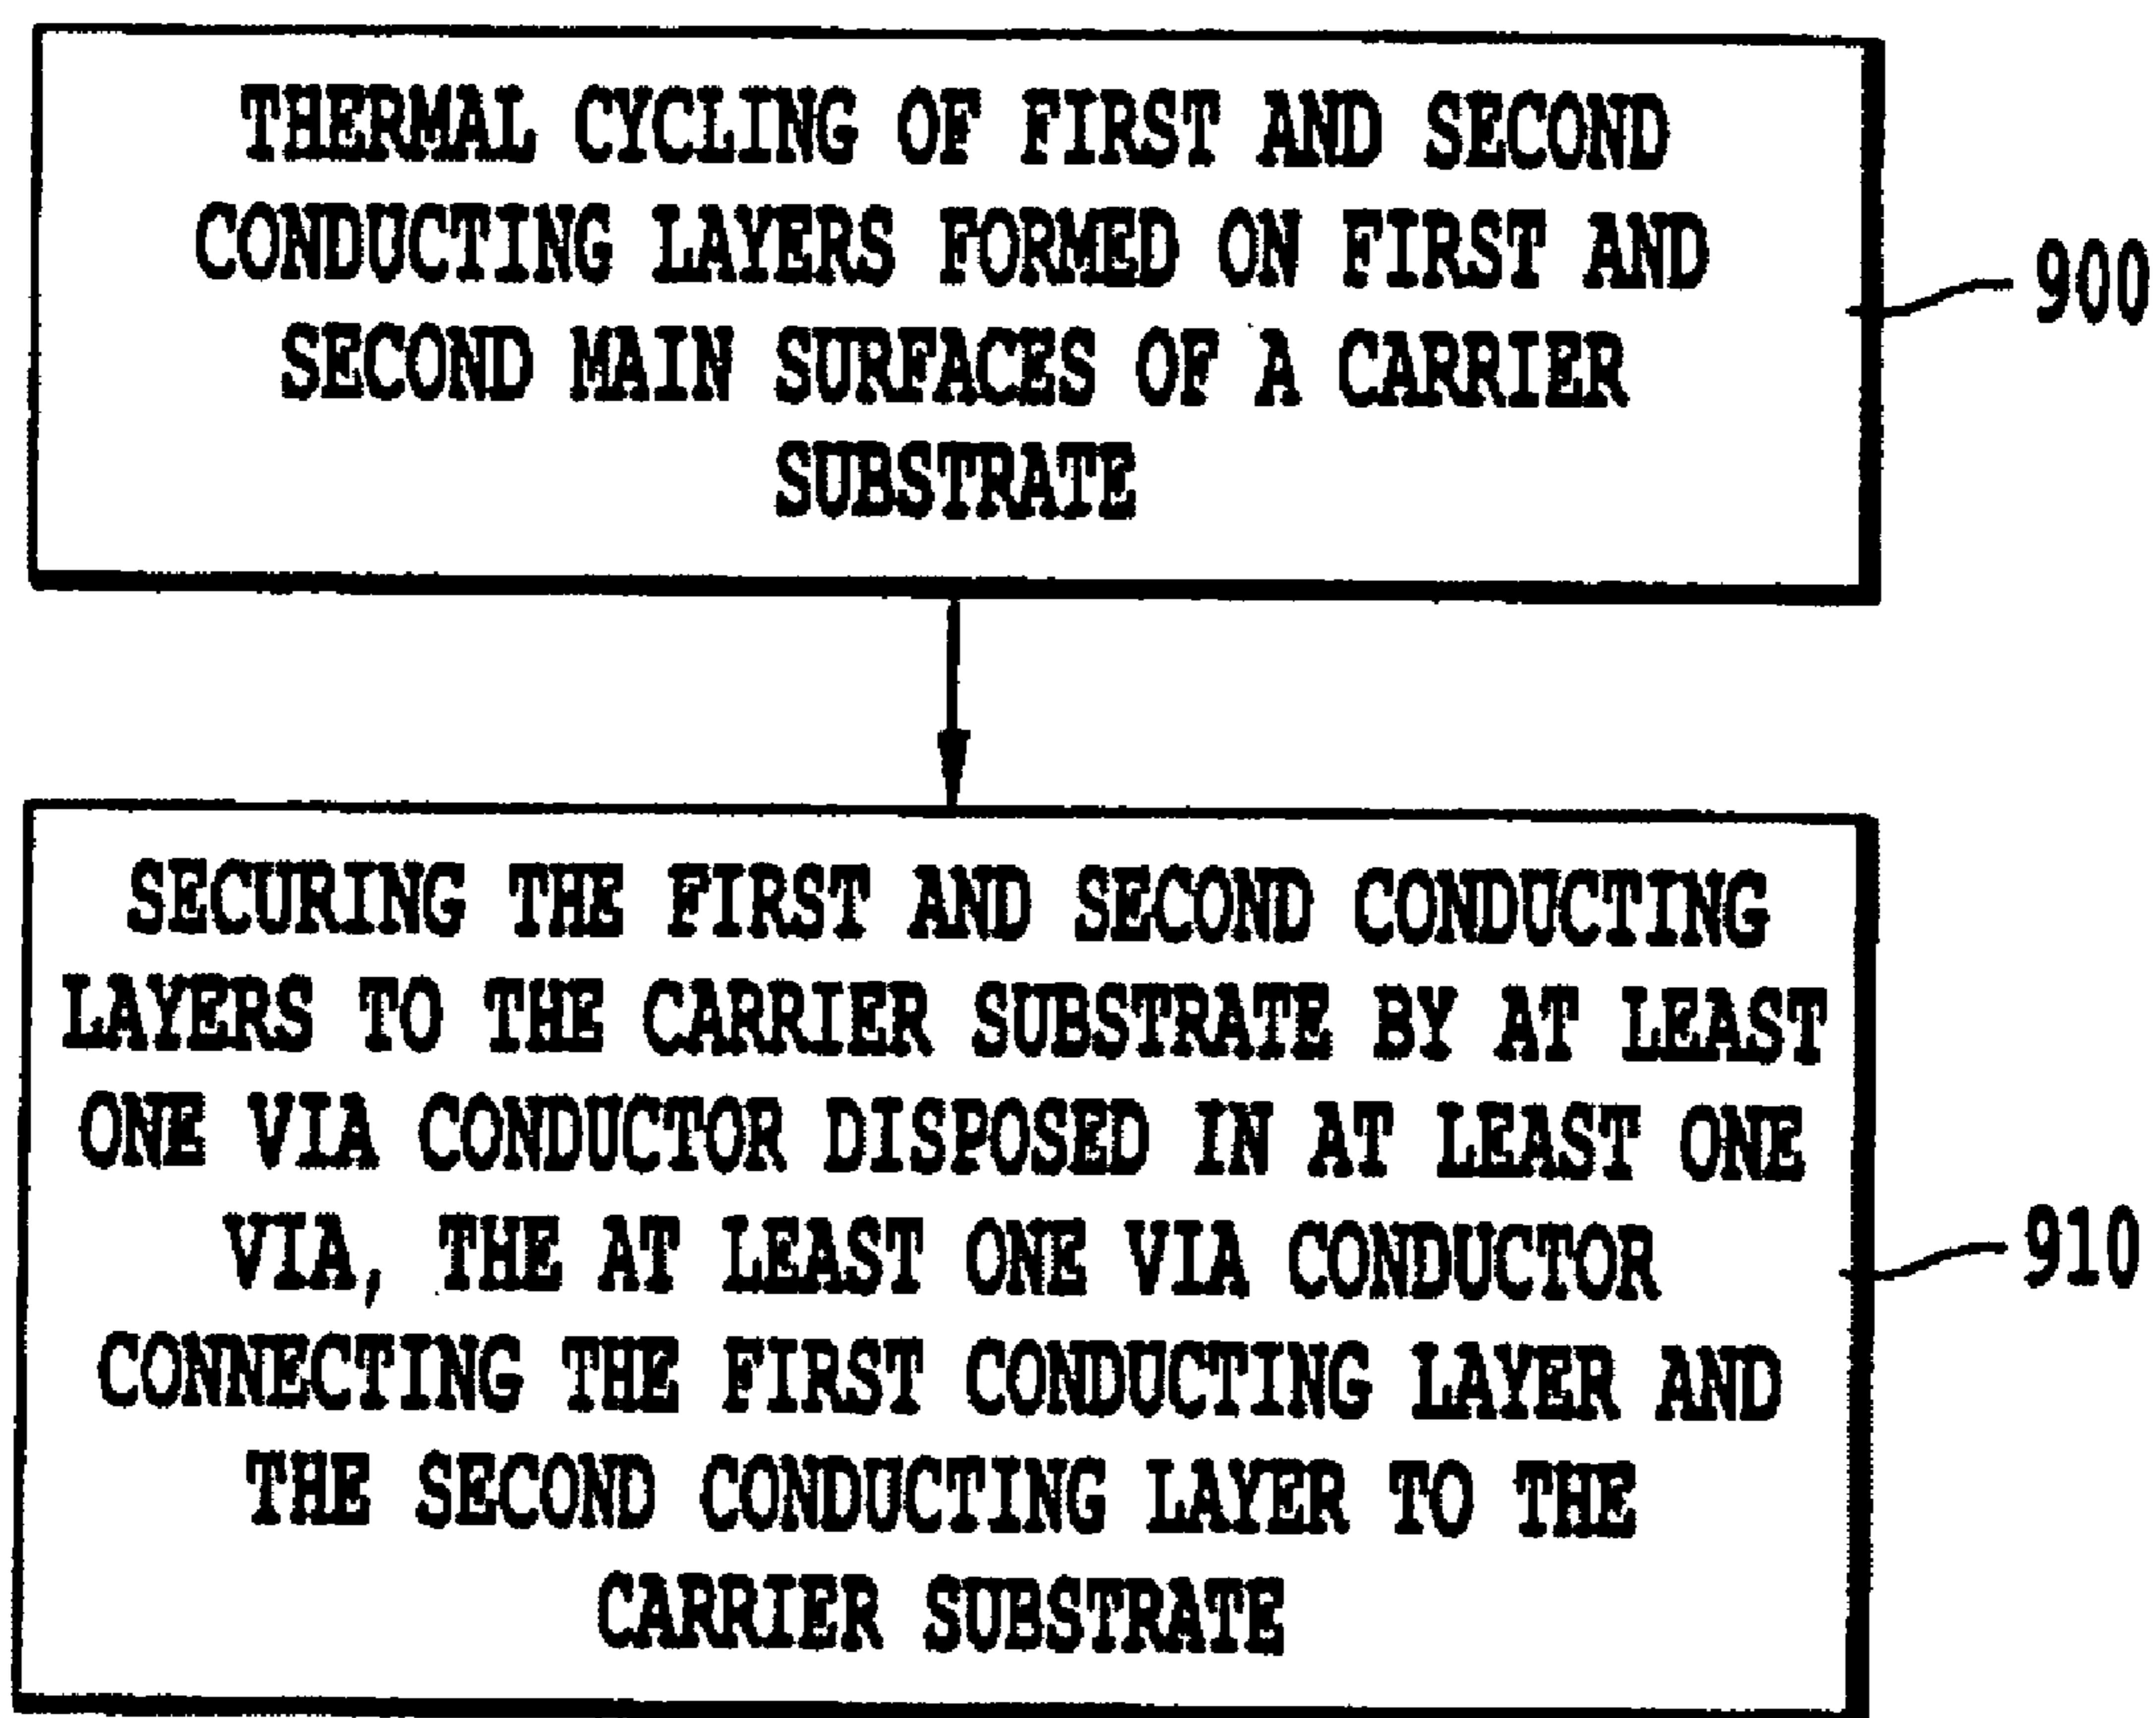 THERMAL CYCLING OF FIRST AND SECOND
CONDUCTING LAYERS FORMED ON FIRST AND
SECOND MAIN SURFACES OF A CARRIER
SUBSTRATE
900
SECURING THE FIRST AND SECOND CONDUCTING
LAYERS TO THE CARRIER SUBSTRATE BY AT LEAST
ONE VIA CONDUCTOR DISPOSED IN AT LEAST ONE
VIA, THE AT LEAST ONE VIA CONDUCTOR
CONNECTING THE FIRST CONDUCTING LAYER AND
THE SECOND CONDUCTING LAYER TO THE
CARRIER SUBSTRATE
910